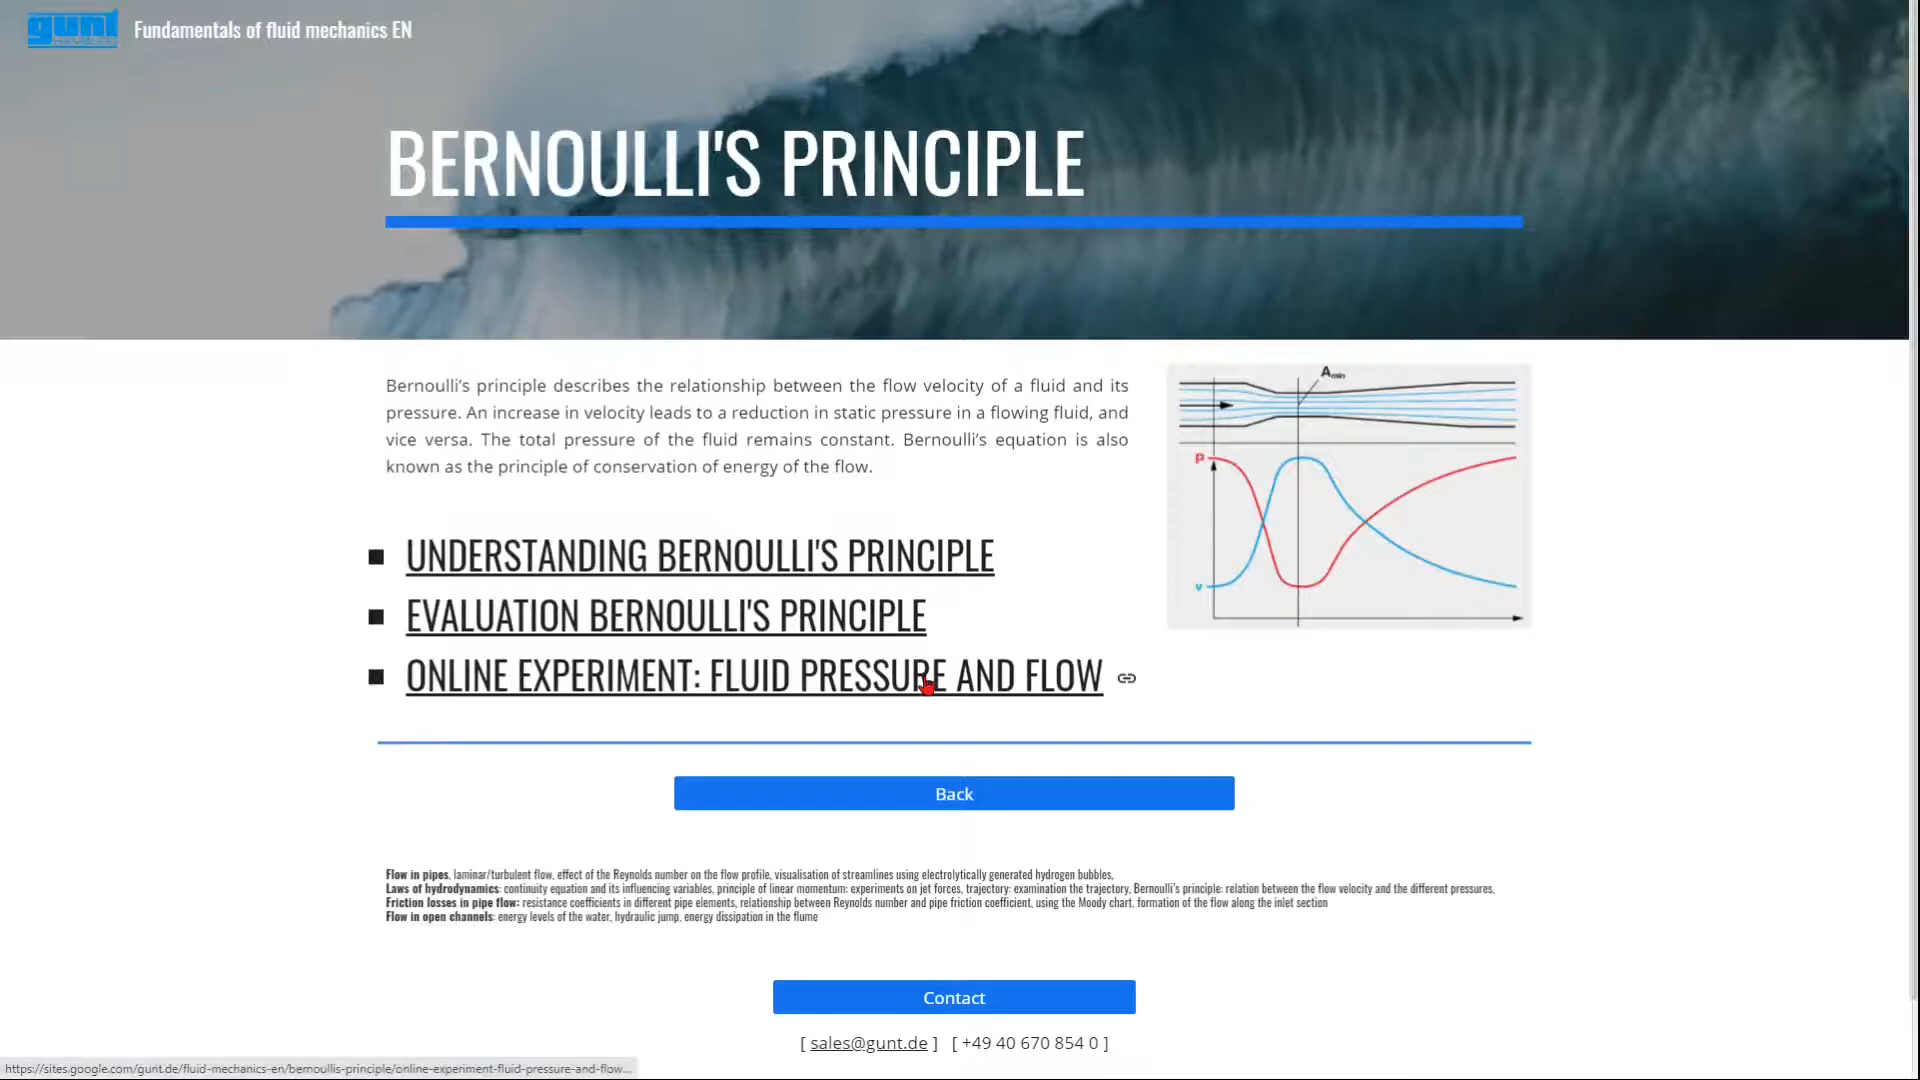 gunt
Fundamentals of fluid mechanics EN
BERNOULLI'S PRINCIPLE
Bernoulli’s principle describes the relationship between the flow velocity of a fluid and its
pressure. An increase in velocity leads to a reduction in static pressure in a flowing fluid, and
vice versa. The total pressure of the fluid remains constant. Bernoulli’s equation is also
known as the principle of conservation of energy of the flow.
Amin
p
v
UNDERSTANDING BERNOULLI'S PRINCIPLE
EVALUATION BERNOULLI'S PRINCIPLE
ONLINE EXPERIMENT: FLUID PRESSURE AND FLOW
Back
Flow in pipes, laminar/turbulent flow, effect of the Reynolds number on the flow profile, visualisation of streamlines using electrolytically generated hydrogen bubbles,
Laws of hydrodynamics: continuity equation and its influencing variables, principle of linear momentum: experiments on jet forces, trajectory: examination the trajectory, Bernoulli’s principle: relation between the flow velocity and the different pressures,
Friction losses in pipe flow: resistance coefficients in different pipe elements, relationship between Reynolds number and pipe friction coefficient, using the Moody chart, formation of the flow along the inlet section
Flow in open channels: energy levels of the water, hydraulic jump, energy dissipation in the flume
Contact
[ sales@gunt.de ] [ +49 40 670 854 0 ]
https://sites.google.com/gunt.de/fluid-mechanics-en/bernoullis-principle/online-experiment-fluid-pressure-and-flow...